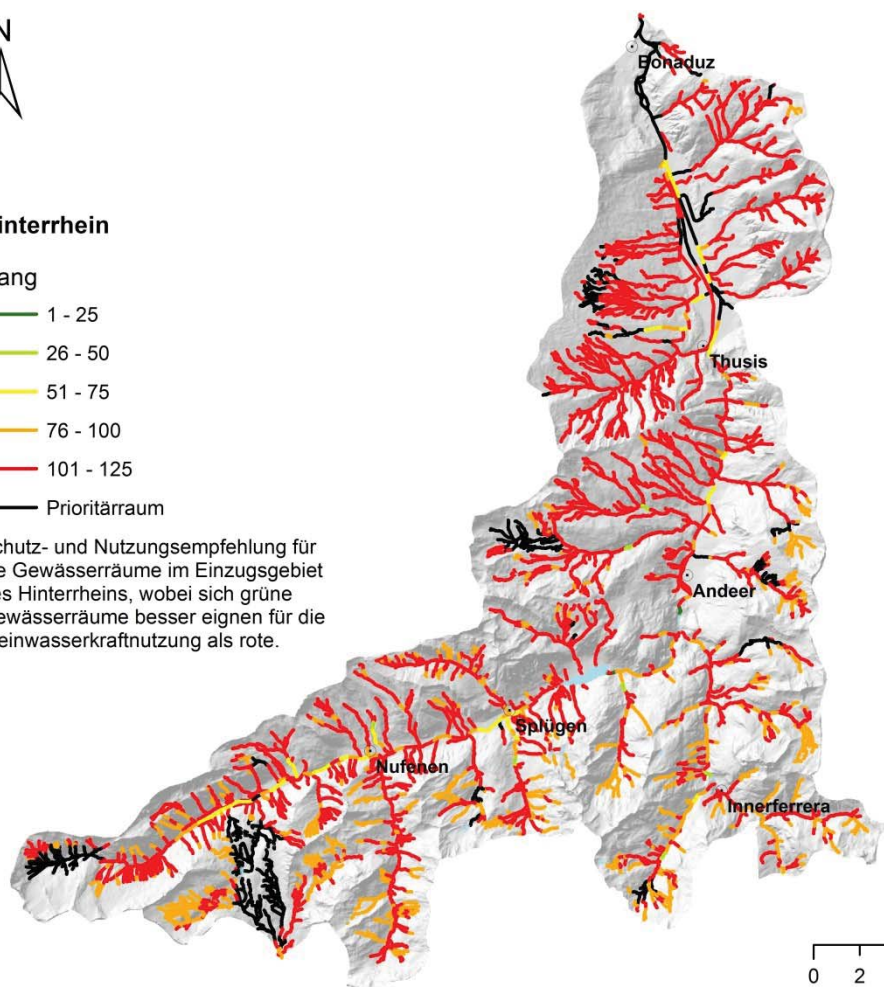 N
interrhein
ang
1 - 25
26 - 50
51 - 75
76 - 100
101 - 125
Prioritärraum
chutz- und Nutzungsempfehlung für
e Gewässerräume im Einzugsgebiet
es Hinterrheins, wobei sich grüne
ewässerräume besser eignen für die
einwasserkraftnutzung als rote.
Bonaduz
Thusis
Andeer
Splügen
Nufenen
Innerferrera
0 2